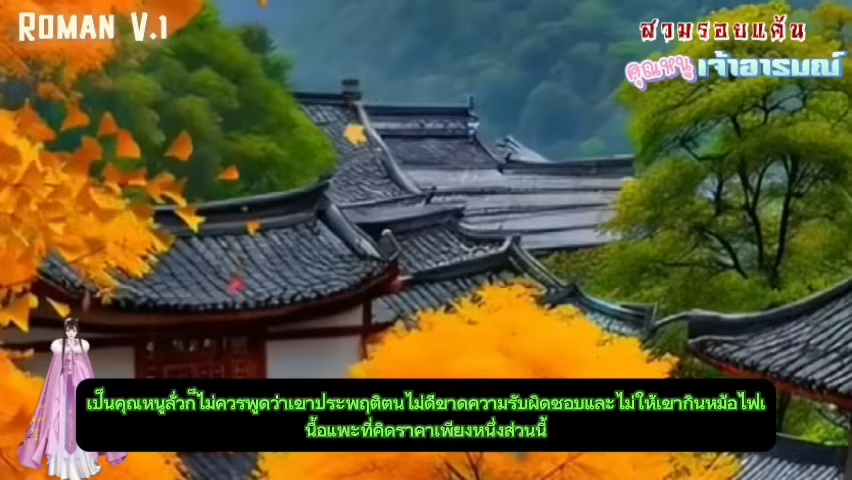 Roman V.1
สวมรอยแค้น
คุณหนูเจ้าอารมณ์
เป็นคุณหนูลั่วก็ไม่ควรพูดว่าเขาประพฤติตนไม่ดีขาดความรับผิดชอบและไม่ให้เขากินหม้อไฟเ
นื้อแพะที่คิดราคาเพียงหนึ่งส่วนนี้